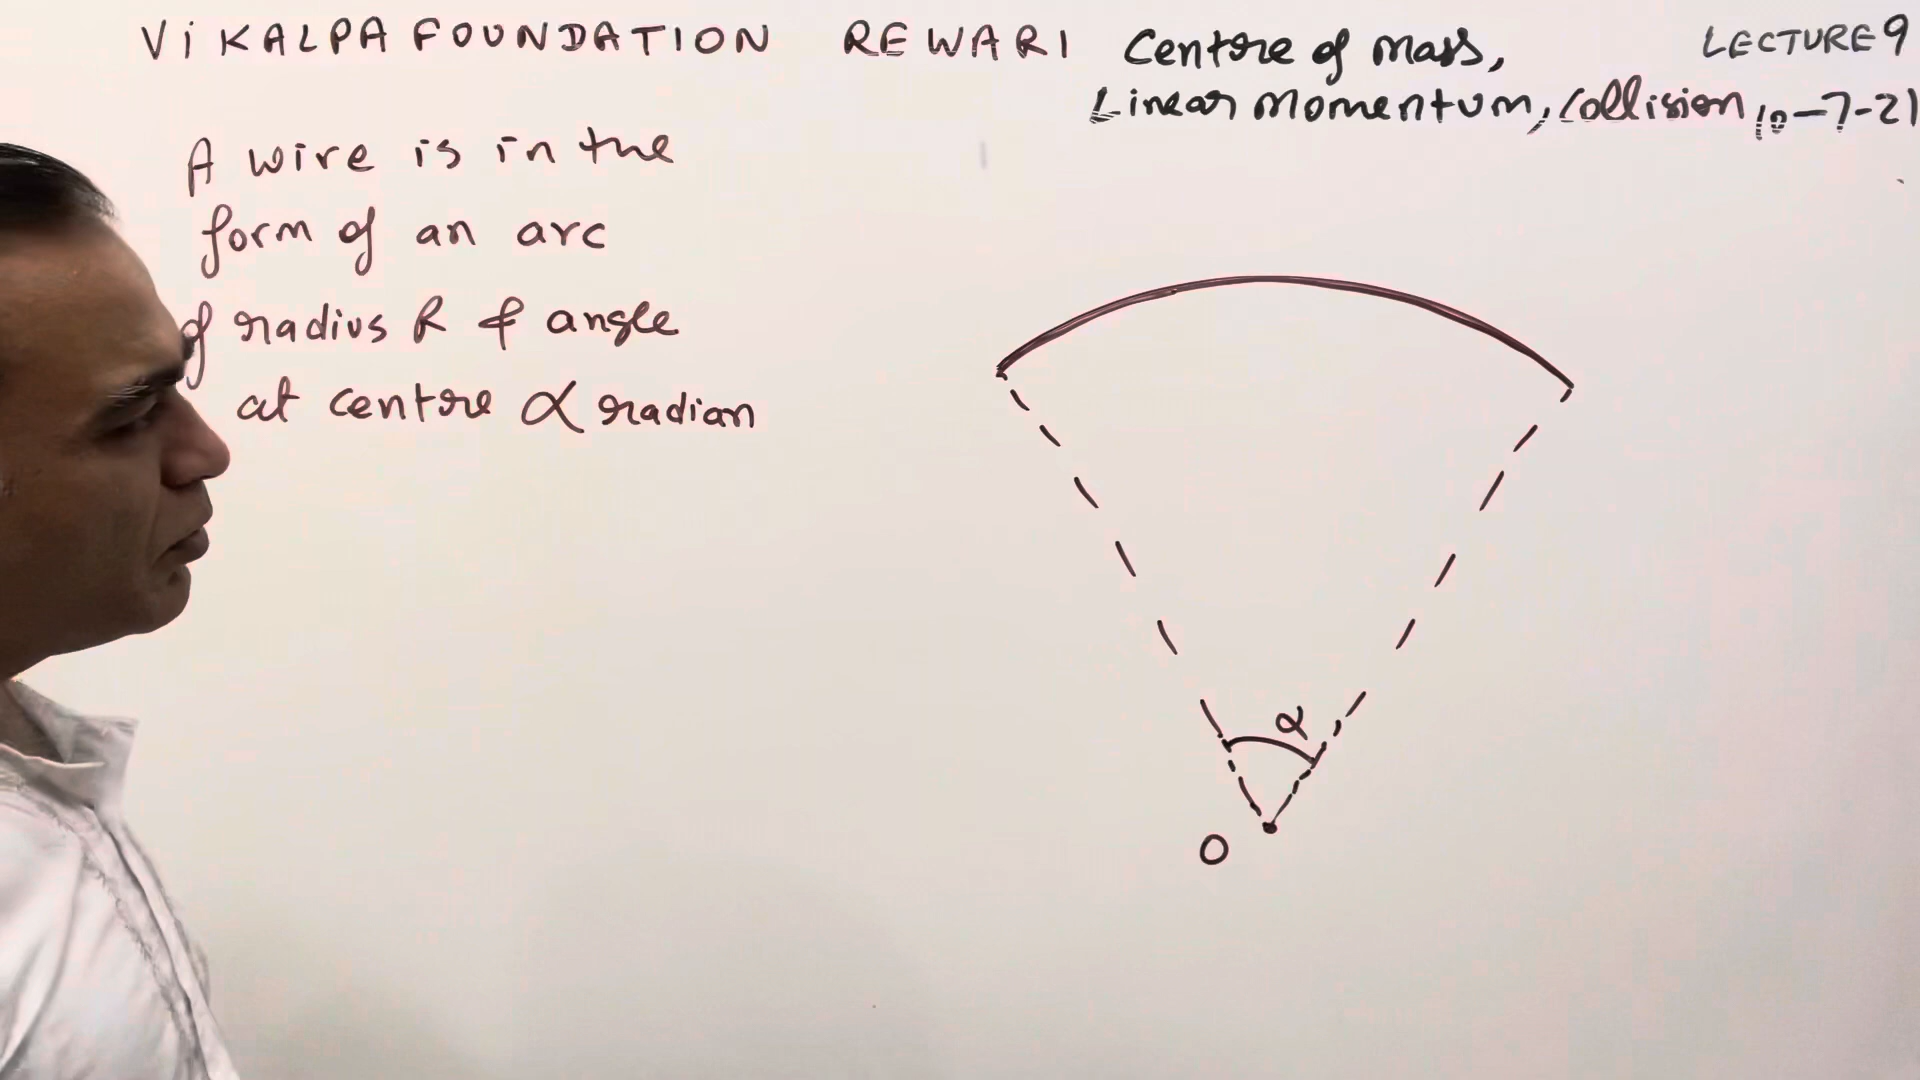 ViKALPA FOUNDATION REWARI
Centre of mass,
Linear Momentum, Collision
LECTURE 9
10-7-21
A wire is in the
form of an arc
of radius R & angle
at centre α radian
α
O